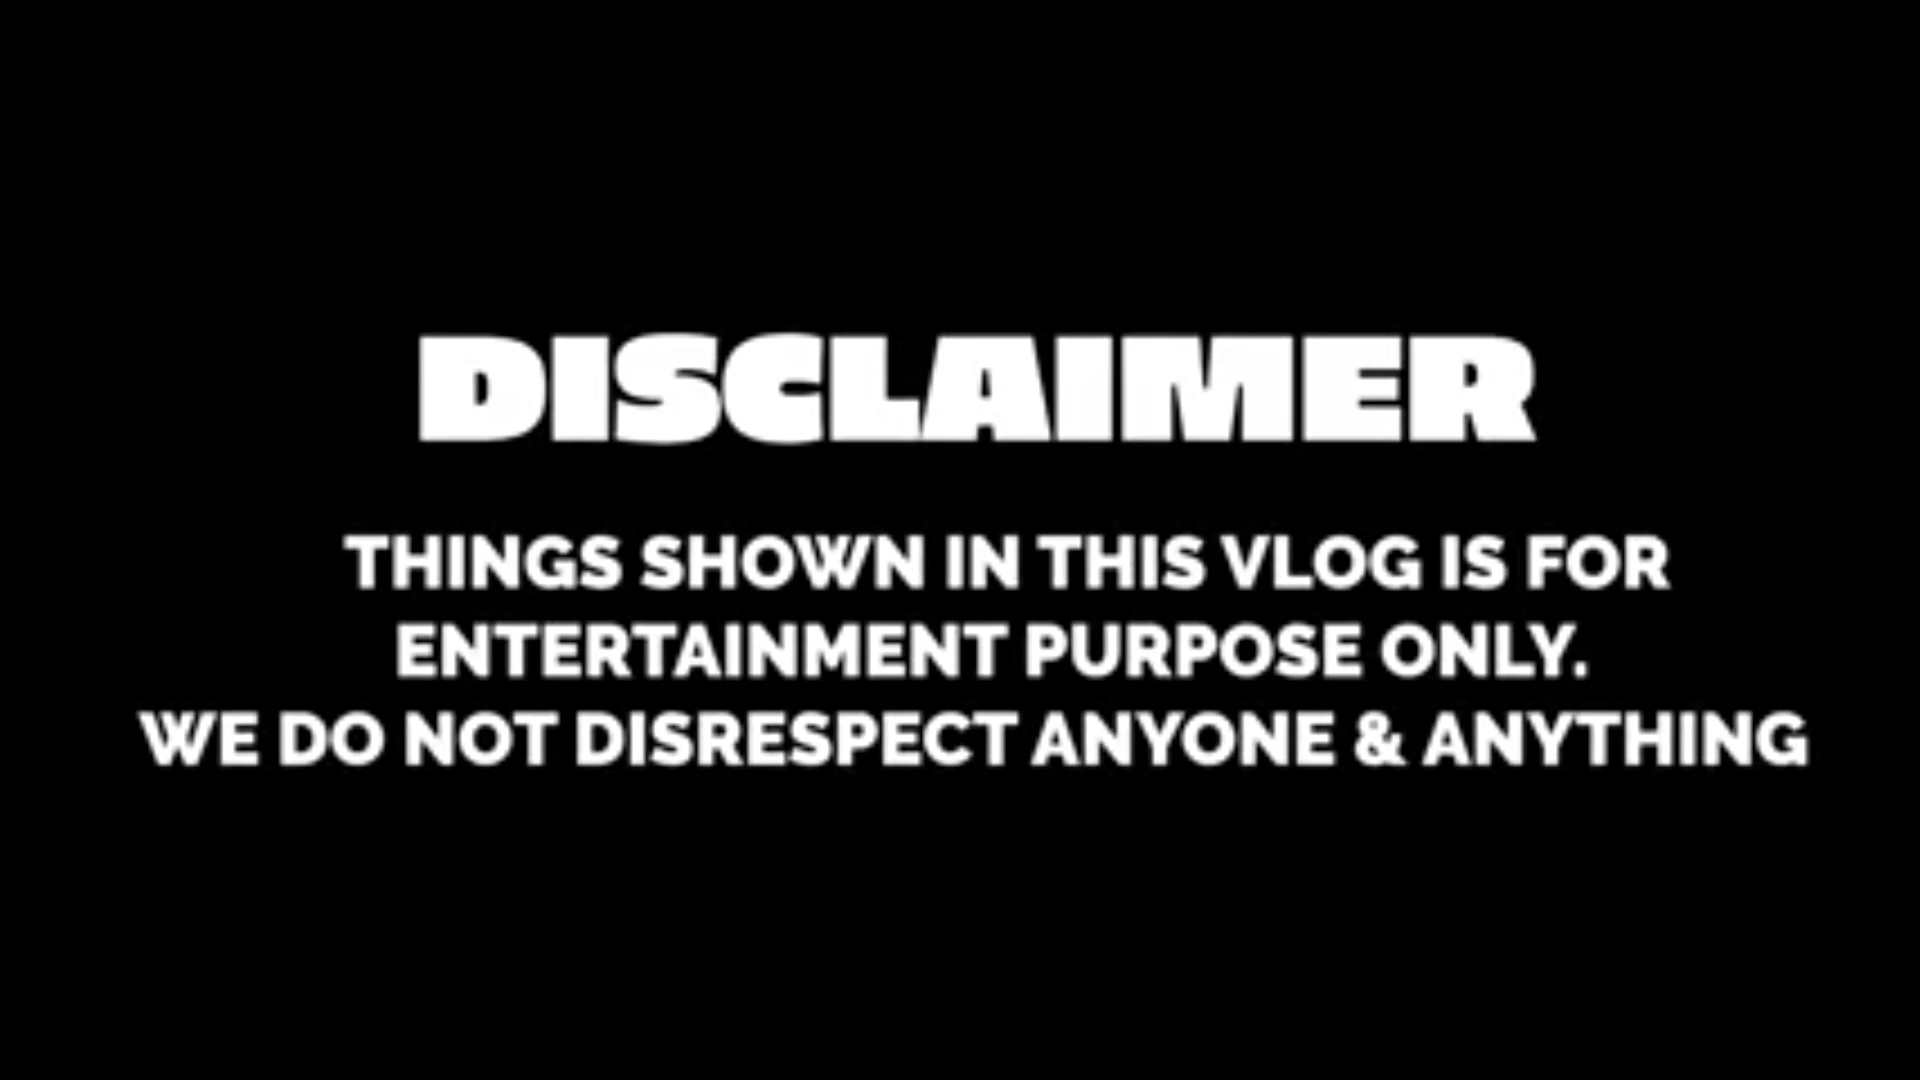 DISCLAIMER
THINGS SHOWN IN THIS VLOG IS FOR
ENTERTAINMENT PURPOSE ONLY.
WE DO NOT DISRESPECT ANYONE & ANYTHING